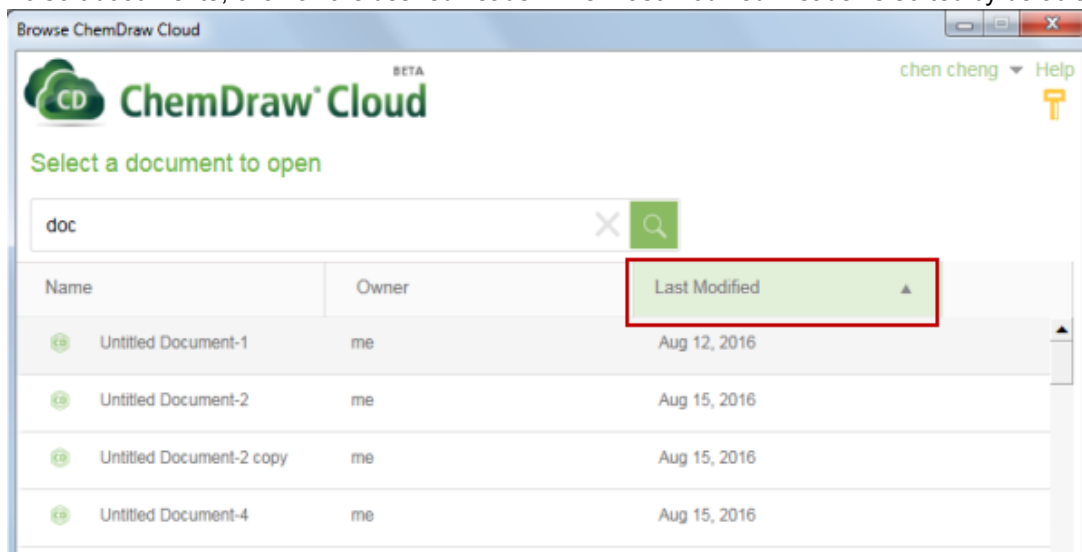 Browse ChemDraw Cloud
chen cheng Help
BETA
CD ChemDraw Cloud
Select a document to open
doc
Name Owner Last Modified
Untitled Document-1 me Aug 12, 2016
Untitled Document-2 me Aug 15, 2016
Untitled Document-2 copy me Aug 15, 2016
Untitled Document-4 me Aug 15, 2016